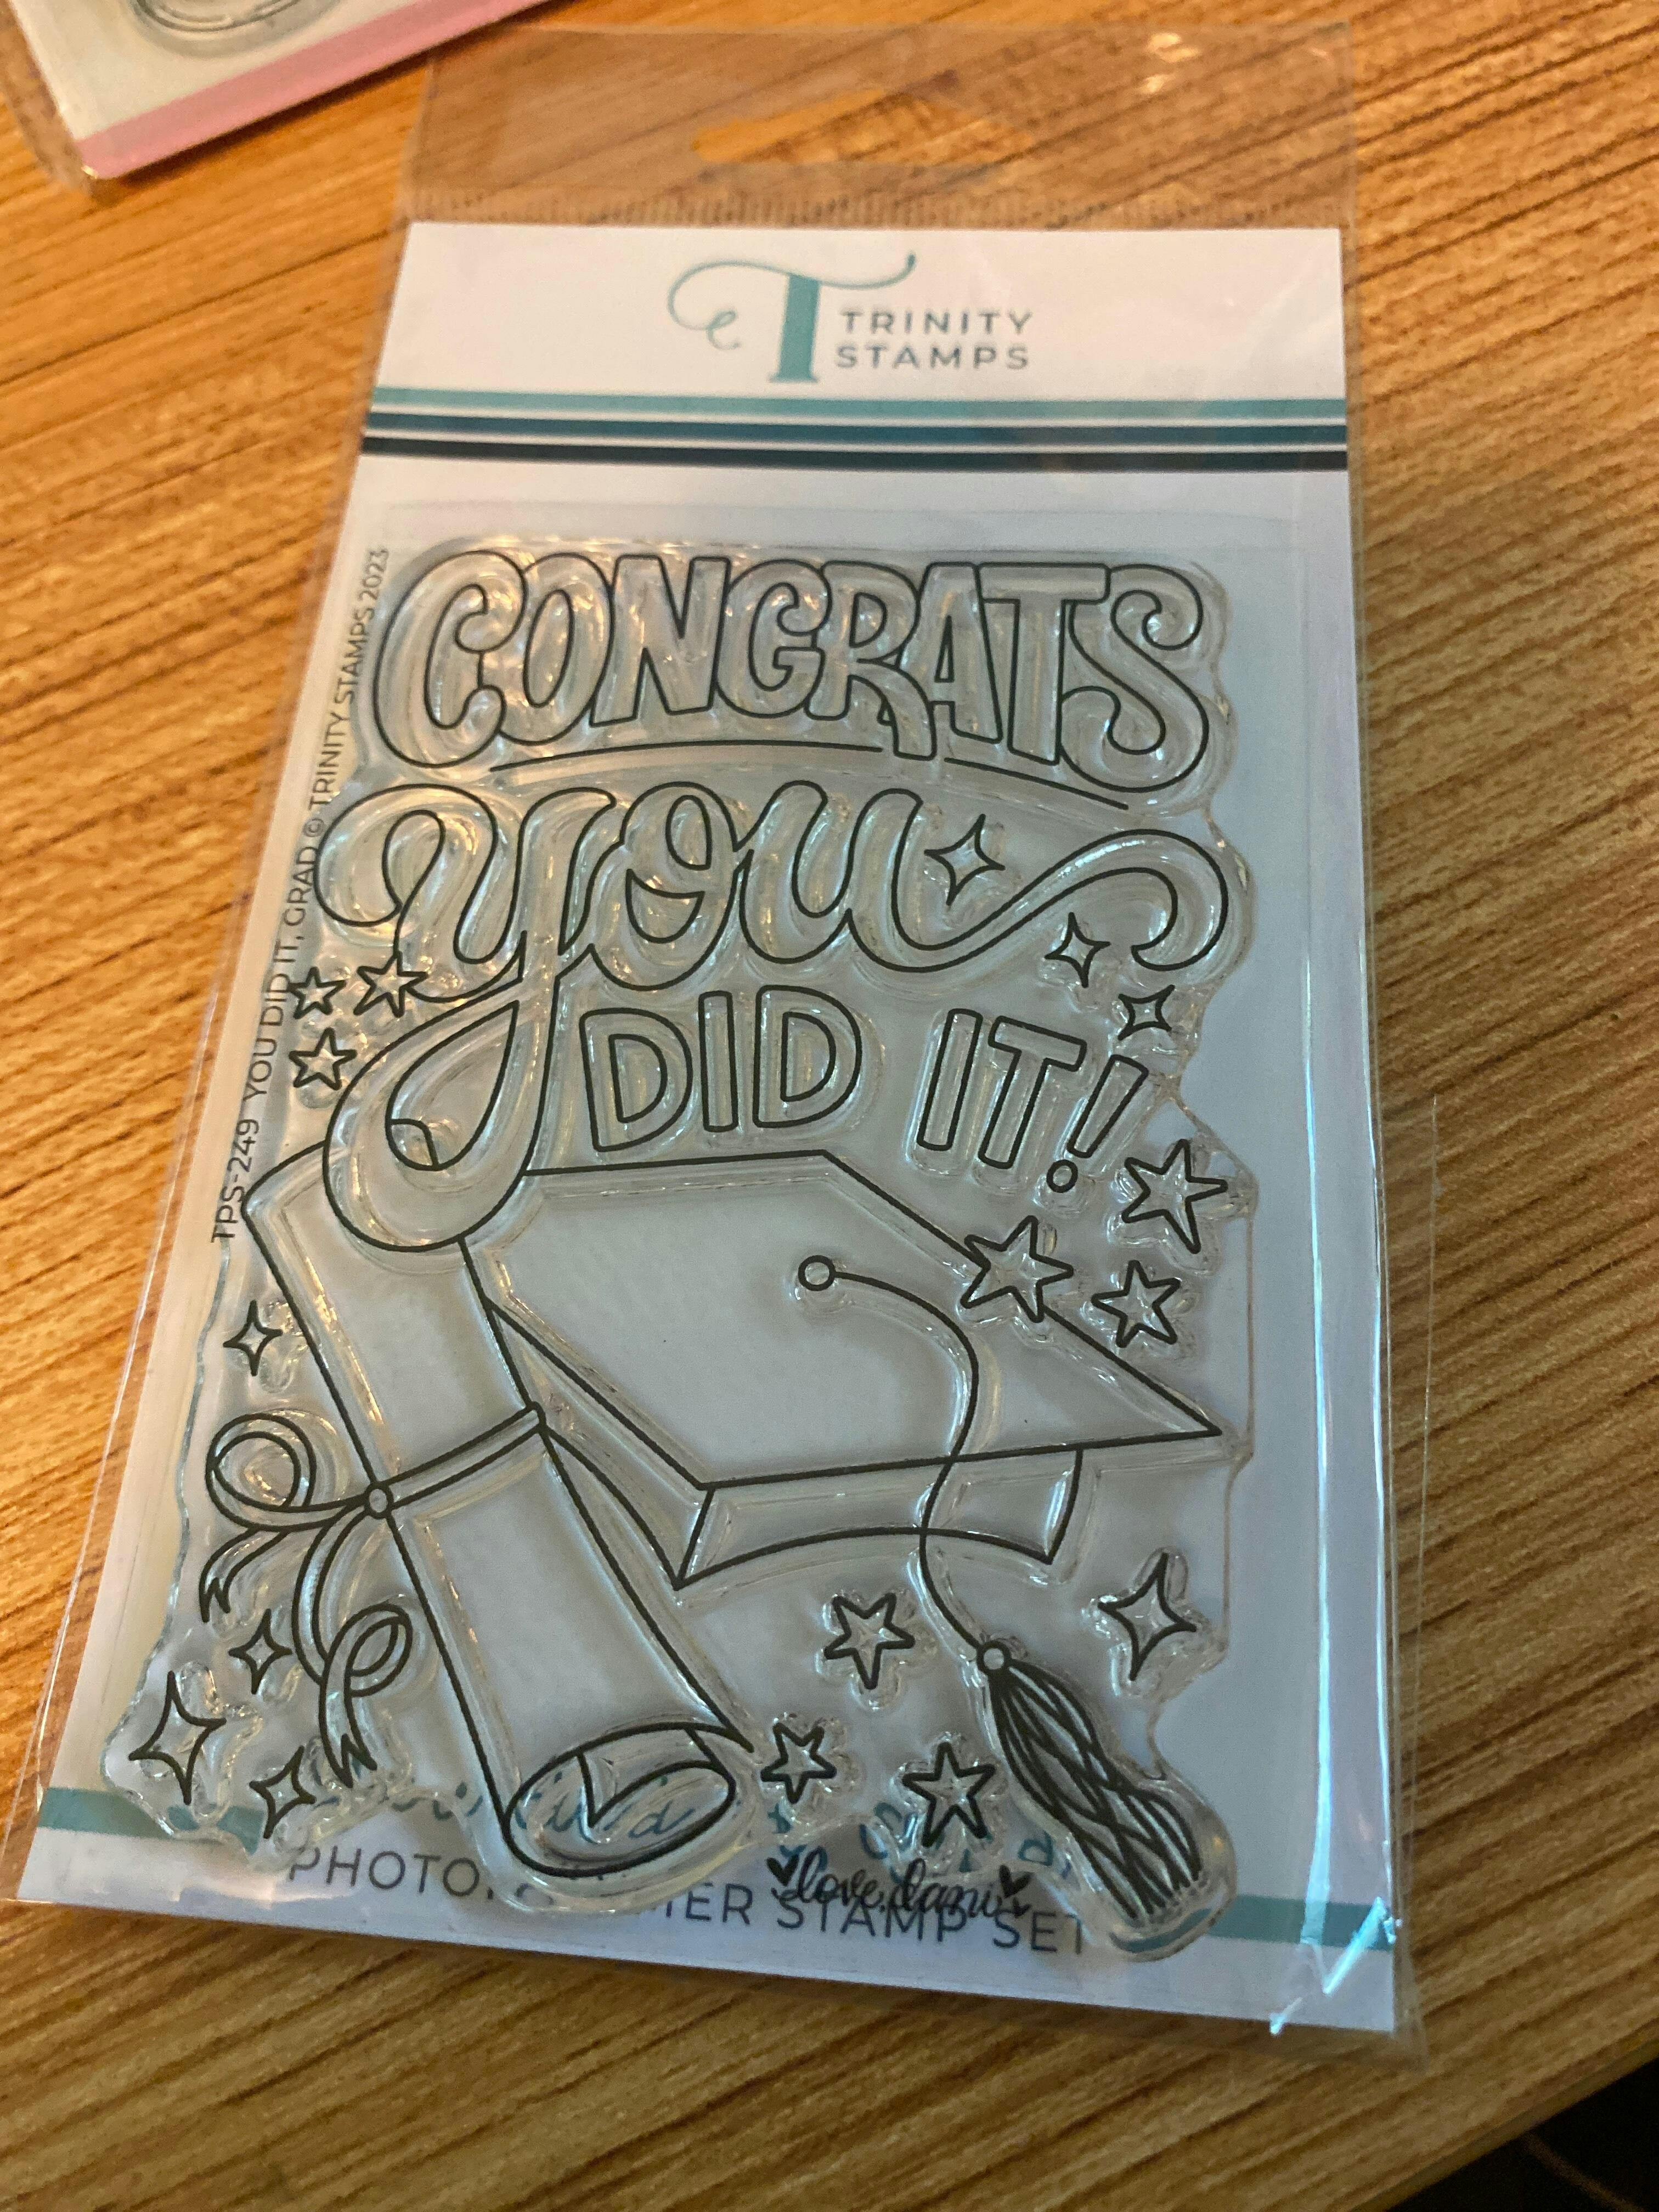 TRINITY
STAMPS
CONGRATS
you
DID IT!
TPS-249 YOU DID IT, GRAD © TRINITY STAMPS 2023
love, dani
STAMP SET